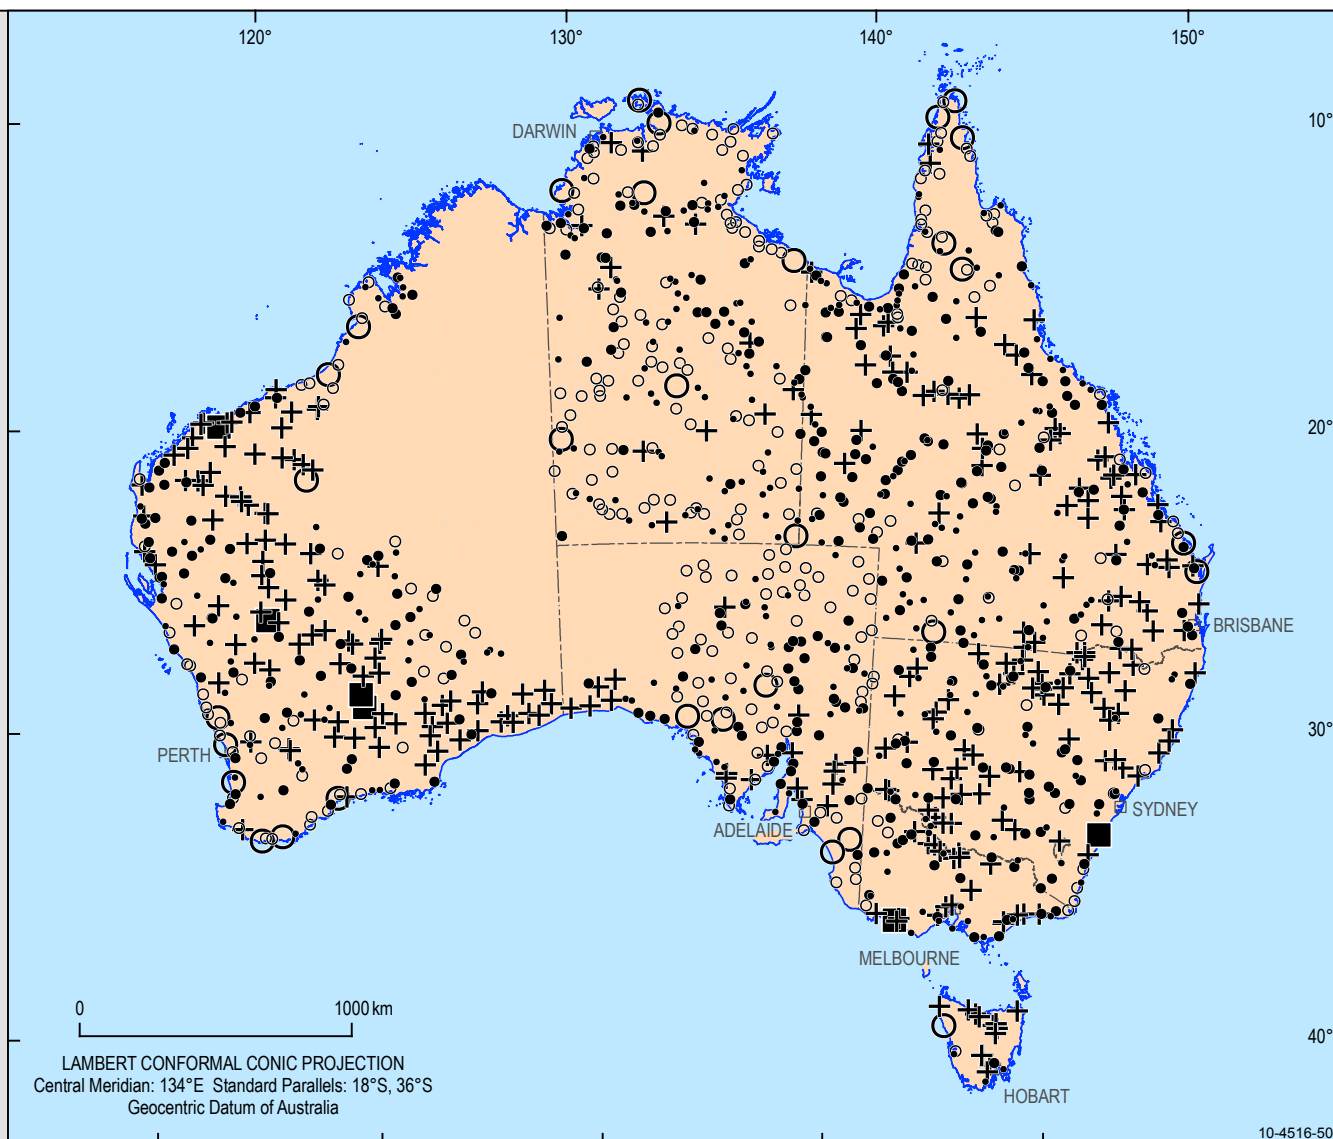 120°
130°
140°
150°
10°
DARWIN
20°
BRISBANE
30°
PERTH
SYDNEY
ADELAIDE
MELBOURNE
0
1000 km
40°
LAMBERT CONFORMAL CONIC PROJECTION
Central Meridian: 134°E Standard Parallels: 18°S, 36°S
Geocentric Datum of Australia
HOBART
10-4516-50